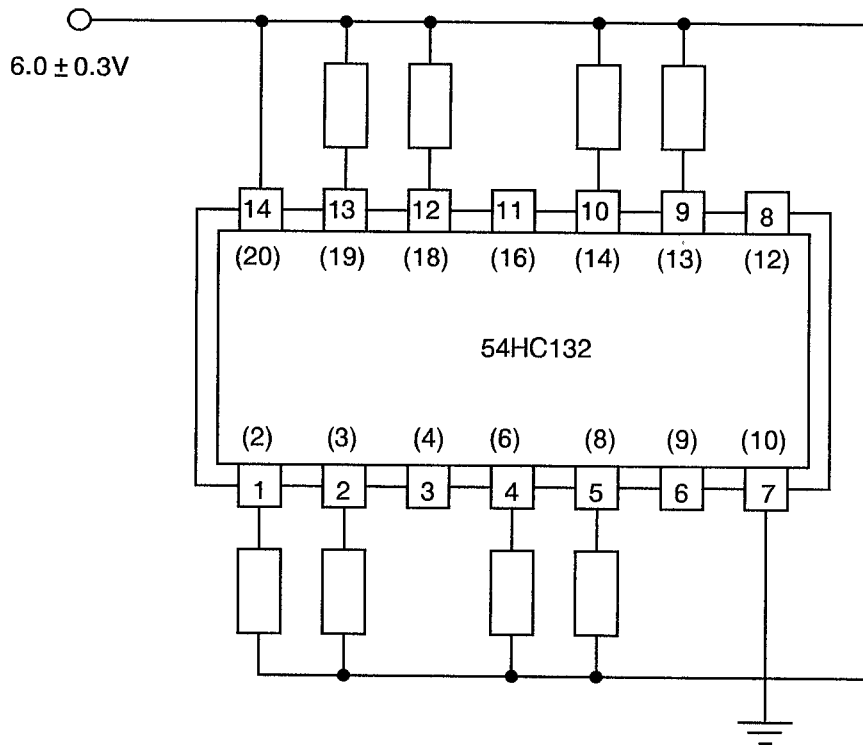 6.0 ± 0.3V
14 13 12 11 10 9 8
(20) (19) (18) (16) (14) (13) (12)
54HC132
(2) (3) (4) (6) (8) (9) (10)
1 2 3 4 5 6 7